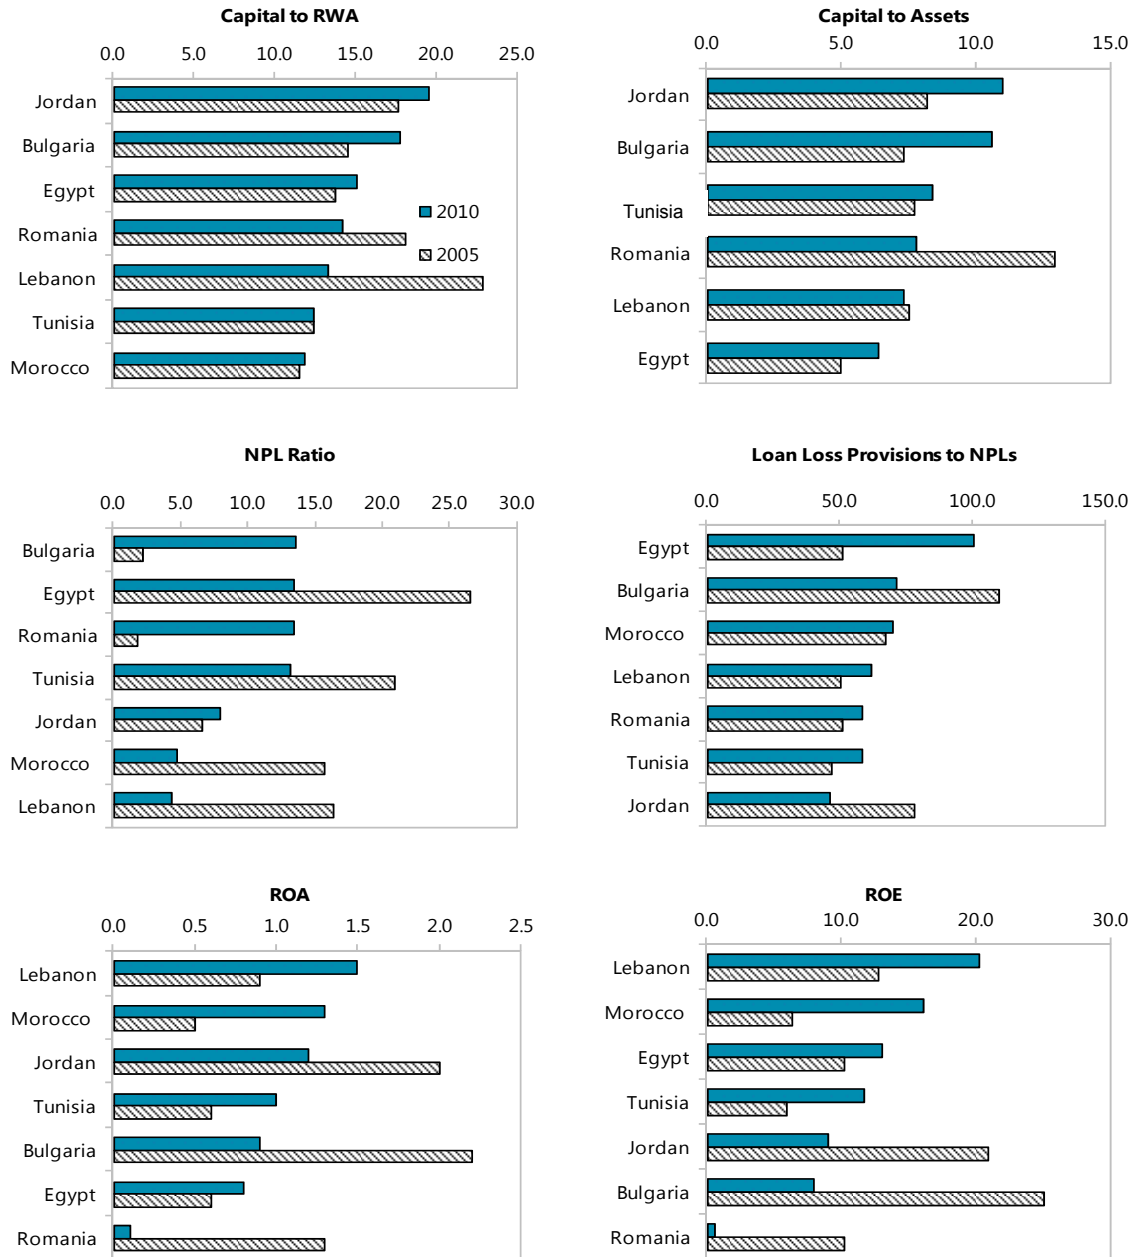 Capital to RWA
0.0 5.0 10.0 15.0 20.0 25.0
Jordan
Bulgaria
Egypt
Romania
Lebanon
Tunisia
Morocco
2010
2005
Capital to Assets
0.0 5.0 10.0 15.0
Jordan
Bulgaria
Tunisia
Romania
Lebanon
Egypt
NPL Ratio
0.0 5.0 10.0 15.0 20.0 25.0 30.0
Bulgaria
Egypt
Romania
Tunisia
Jordan
Morocco
Lebanon
Loan Loss Provisions to NPLs
0.0 50.0 100.0 150.0
Egypt
Bulgaria
Morocco
Lebanon
Romania
Tunisia
Jordan
ROA
0.0 0.5 1.0 1.5 2.0 2.5
Lebanon
Morocco
Jordan
Tunisia
Bulgaria
Egypt
Romania
ROE
0.0 10.0 20.0 30.0
Lebanon
Morocco
Egypt
Tunisia
Jordan
Bulgaria
Romania